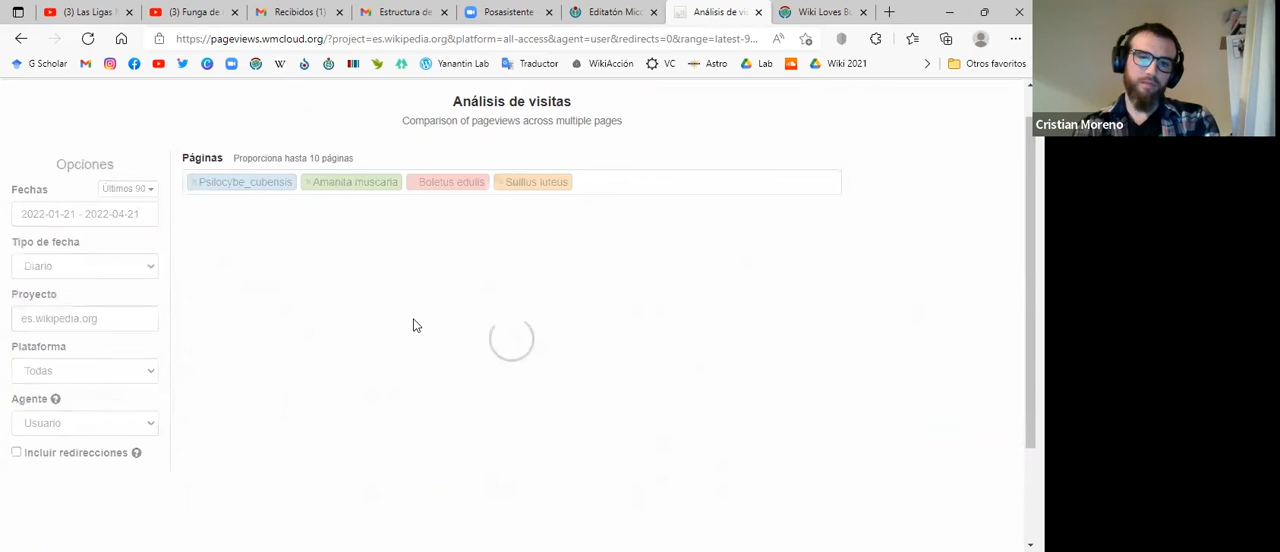 (3) Las Ligas M
(3) Funga de
Recibidos (1)
Estructura de
Posasistente
Editatón Mico
Análisis de vis
Wiki Loves Bu
https://pageviews.wmcloud.org/?project=es.wikipedia.org&platform=all-access&agent=user&redirects=0&range=latest-9...
G Scholar
Yanantin Lab
Traductor
WikiAcción
VC
Astro
Lab
Wiki 2021
Otros favoritos
Cristian Moreno
Análisis de visitas
Comparison of pageviews across multiple pages
Opciones
Páginas Proporciona hasta 10 páginas
Fechas Últimos 90
Psilocybe_cubensis Amanita muscaria Boletus edulis Suillus luteus
2022-01-21 - 2022-04-21
Tipo de fecha
Diario
Proyecto
es.wikipedia.org
Plataforma
Todas
Agente
Usuario
Incluir redirecciones